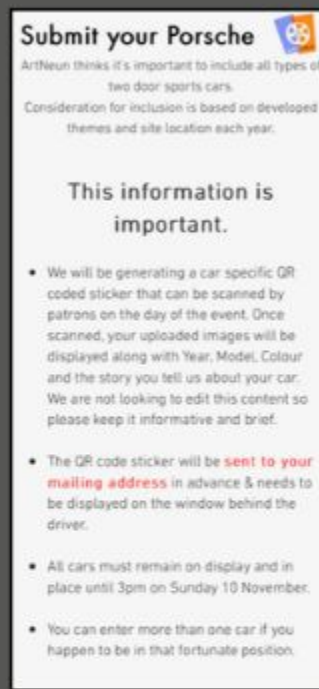 Submit your Porsche
ArtNeun thinks it's important to include all types of
two door sports cars.
Consideration for inclusion is based on developed
themes and site location each year.
This information is
important.
• We will be generating a car specific QR
coded sticker that can be scanned by
patrons on the day of the event. Once
scanned, your uploaded images will be
displayed along with Year, Model, Colour
and the story you tell us about your car.
We are not looking to edit this content so
please keep it informative and brief.
• The QR code sticker will be sent to your
mailing address in advance & needs to
be displayed on the window behind the
driver.
• All cars must remain on display and in
place until 3pm on Sunday 10 November.
• You can enter more than one car if you
happen to be in that fortunate position.